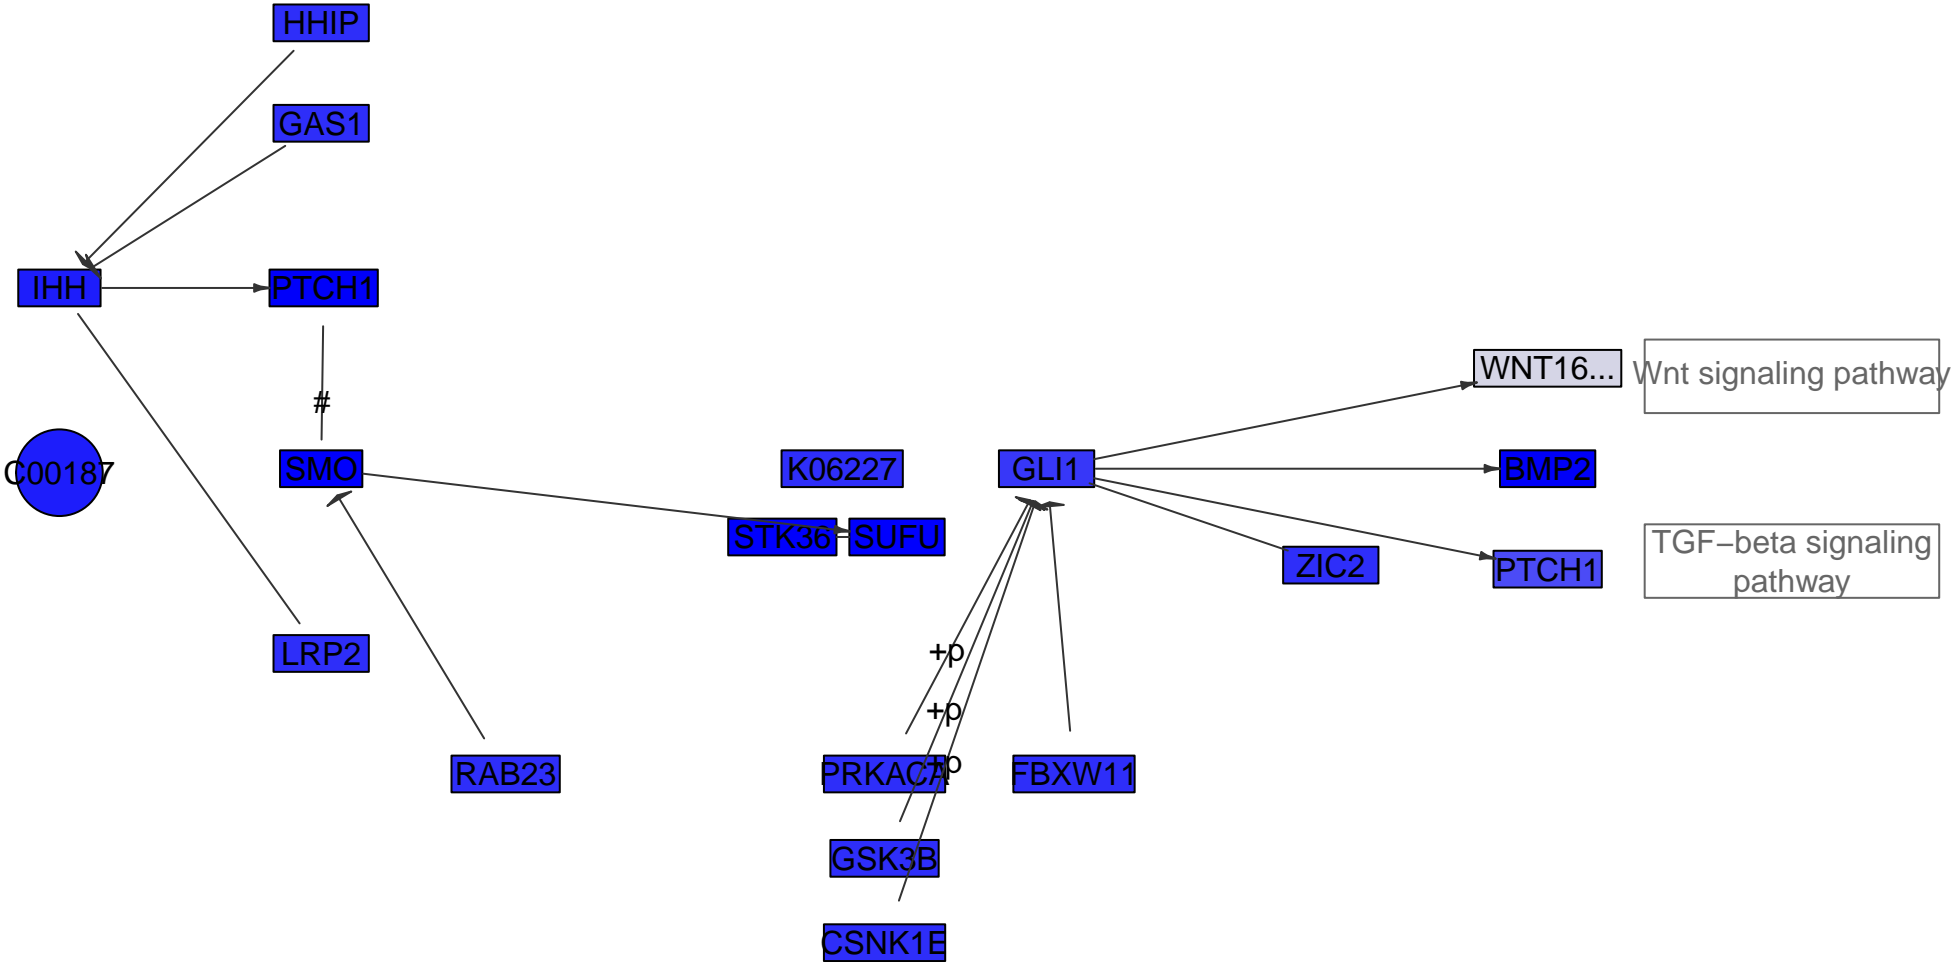 HHIP
GAS1
IHH
PTCH1
WNT16...
Wnt signaling pathway
#
C00187
SMO
K06227
GLI1
BMP2
STK36
SUFU
ZIC2
PTCH1
TGF−beta signaling
pathway
LRP2
+p
+p
+p
RAB23
PRKACA
FBXW11
GSK3B
CSNK1E